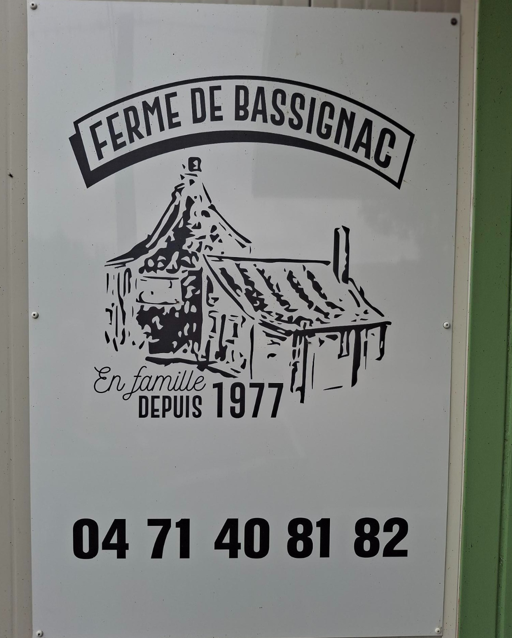 FERME DE BASSIGNAC
En famille
DEPUIS 1977
04 71 40 81 82